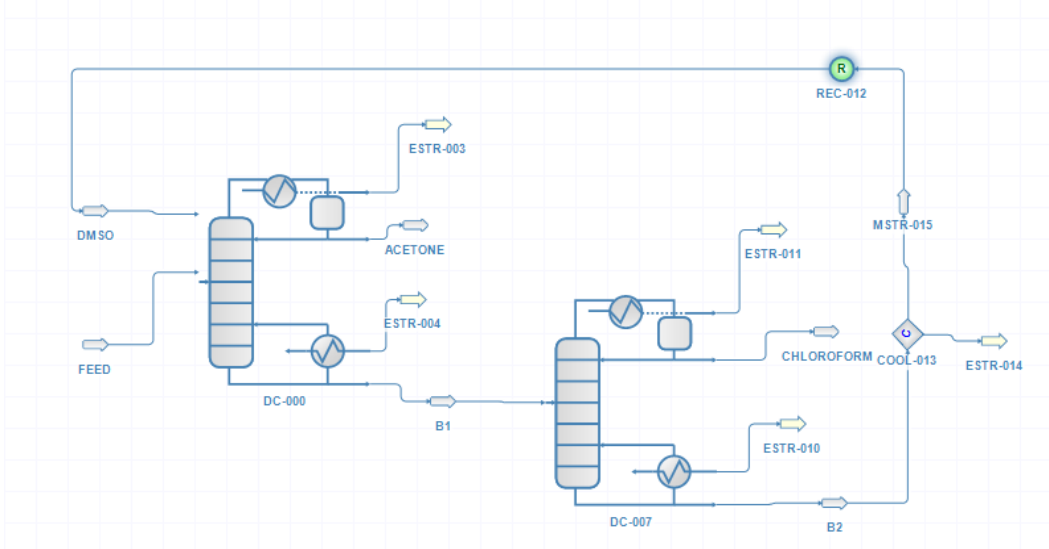 R
REC-012
ESTR-003
DMSO
ACETONE
MSTR-015
ESTR-011
ESTR-004
FEED
CHLOROFORM
C
COOL-013
ESTR-014
DC-000
B1
ESTR-010
DC-007
B2